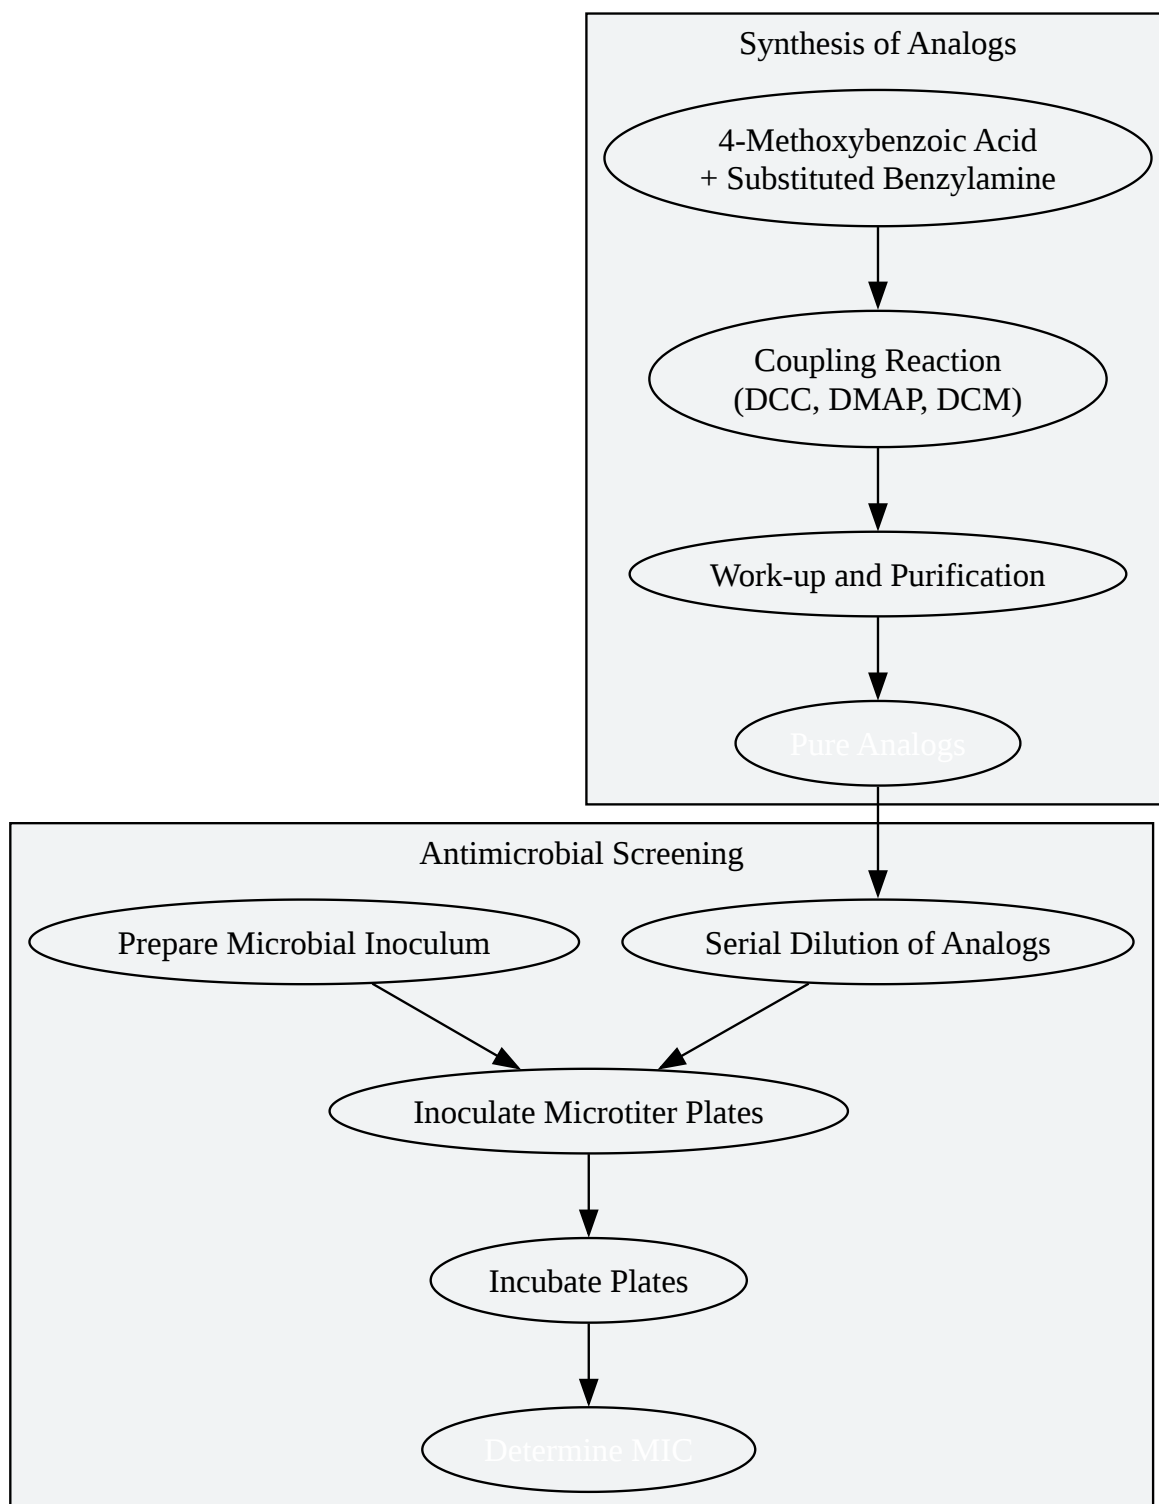 Synthesis of Analogs
4-Methoxybenzoic Acid
+ Substituted Benzylamine
Coupling Reaction
(DCC, DMAP, DCM)
Work-up and Purification
Pure Analogs
Antimicrobial Screening
Prepare Microbial Inoculum
Serial Dilution of Analogs
Inoculate Microtiter Plates
Incubate Plates
Determine MIC